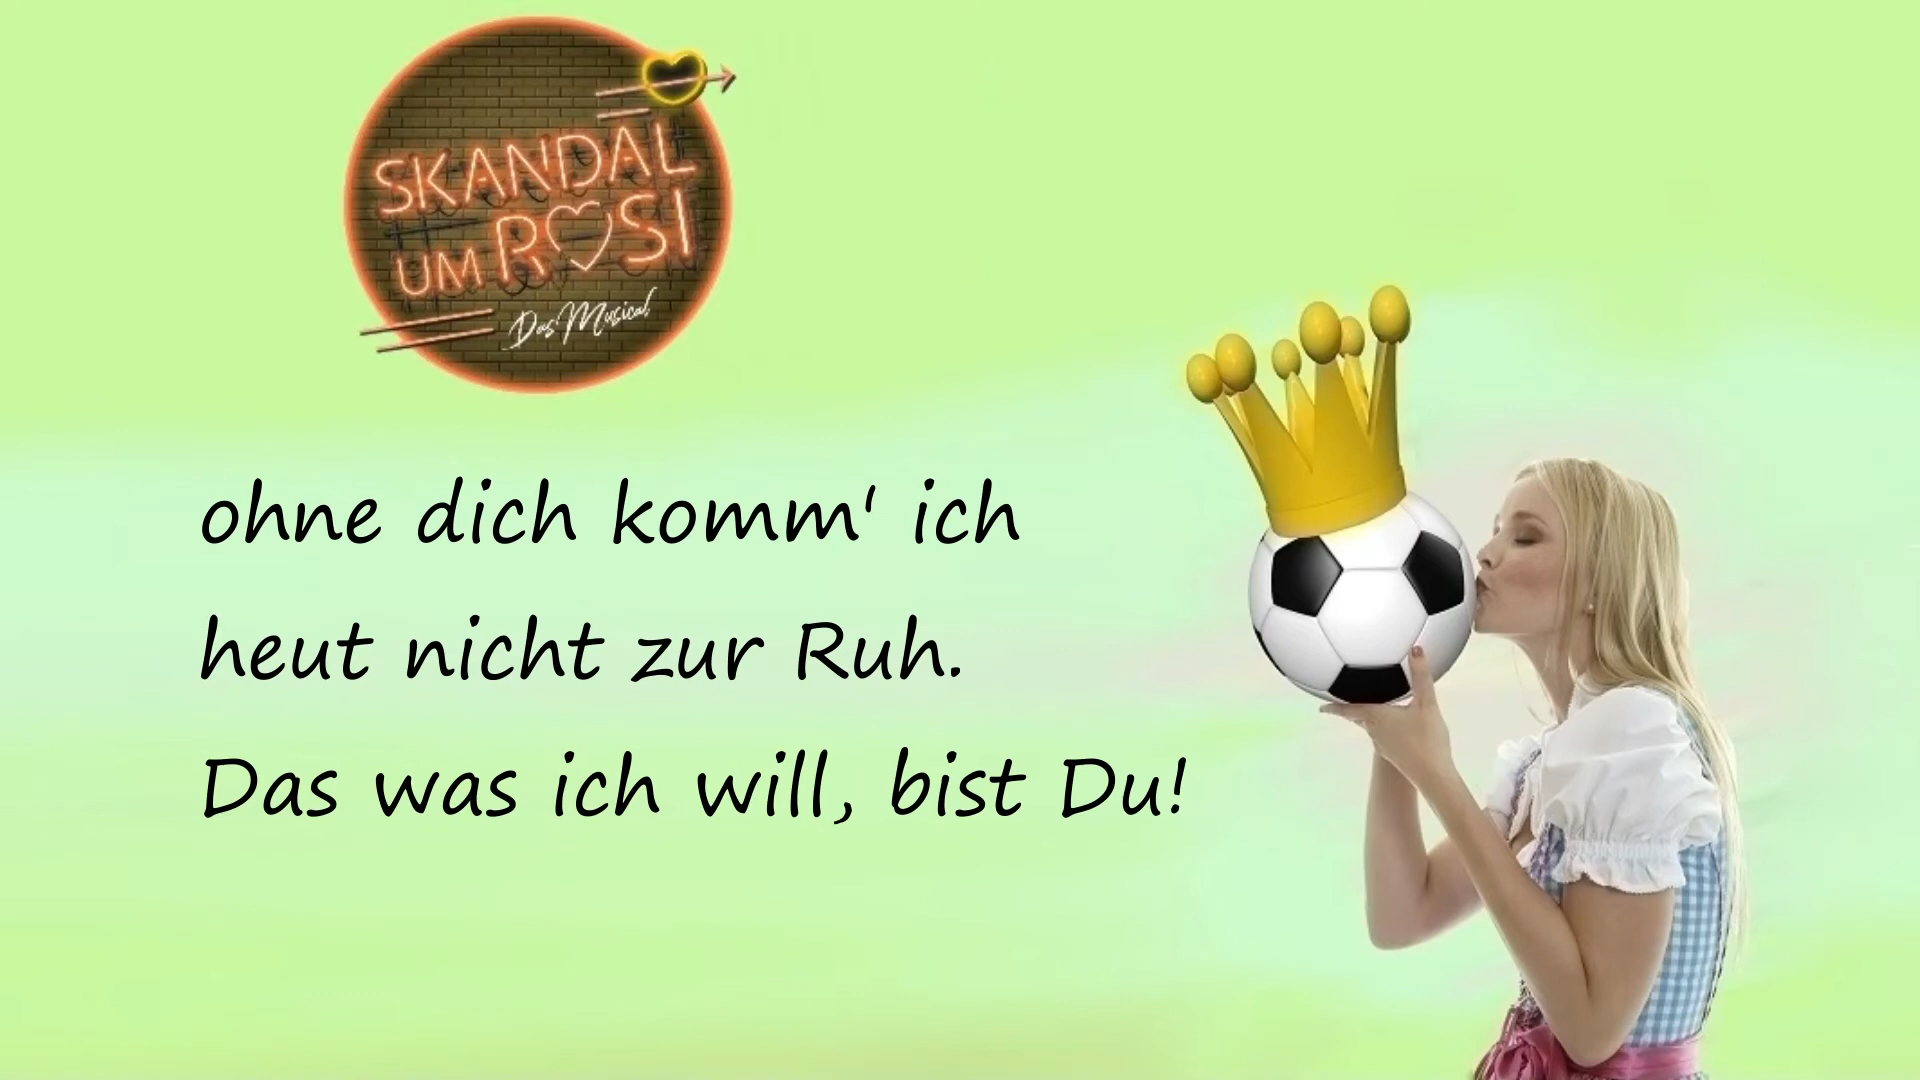 SKANDAL
UM ROSI
Das Musical
ohne dich komm' ich
heut nicht zur Ruh.
Das was ich will, bist Du!